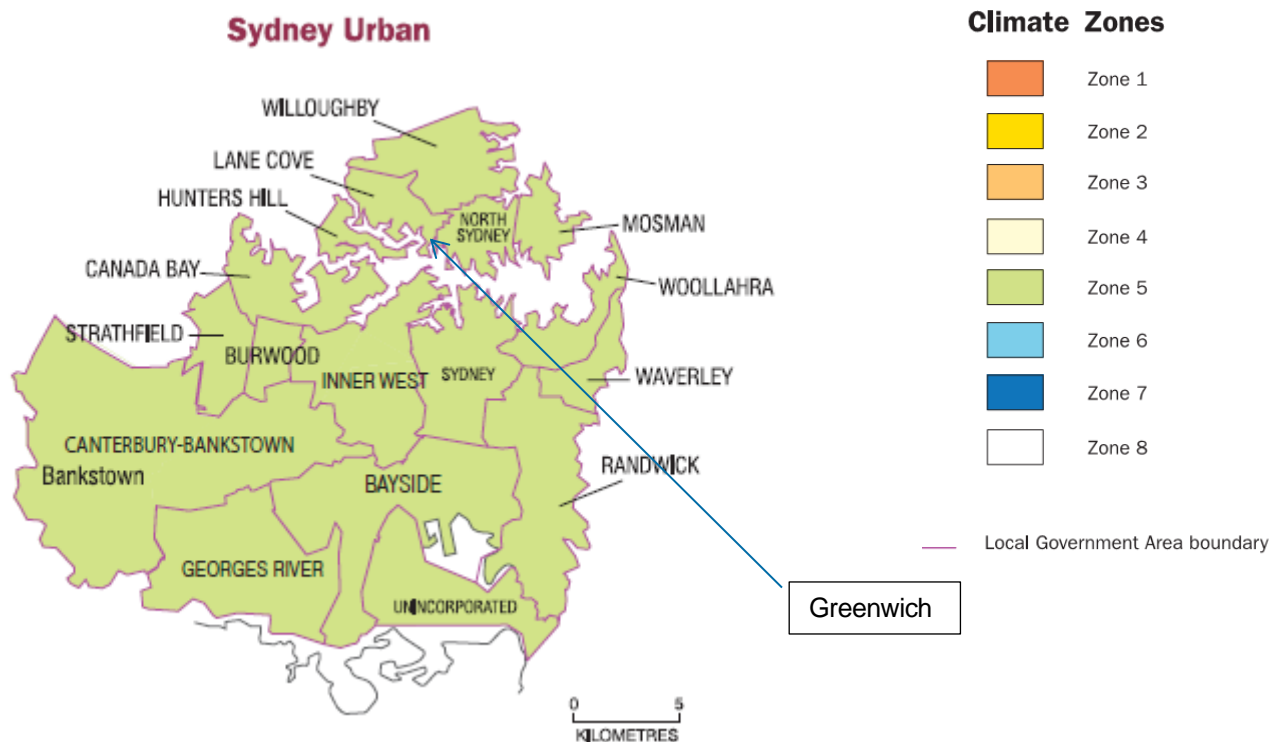 Sydney Urban
WILLOUGHBY
LANE COVE
HUNTERS HILL
NORTH
SYDNEY
MOSMAN
CANADA BAY
WOOLLAHRA
STRATHFIELD
BURWOOD
INNER WEST
SYDNEY
WAVERLEY
CANTERBURY-BANKSTOWN
Bankstown
RANDWICK
BAYSIDE
GEORGES RIVER
UNINCORPORATED
0 5
KILOMETRES
Greenwich
Climate Zones
Zone 1
Zone 2
Zone 3
Zone 4
Zone 5
Zone 6
Zone 7
Zone 8
Local Government Area boundary